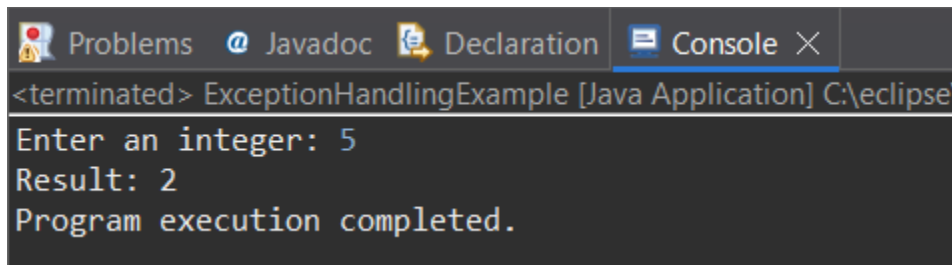 Problems @ Javadoc Declaration Console ×
<terminated> ExceptionHandlingExample [Java Application] C:\eclipse\
Enter an integer: 5
Result: 2
Program execution completed.